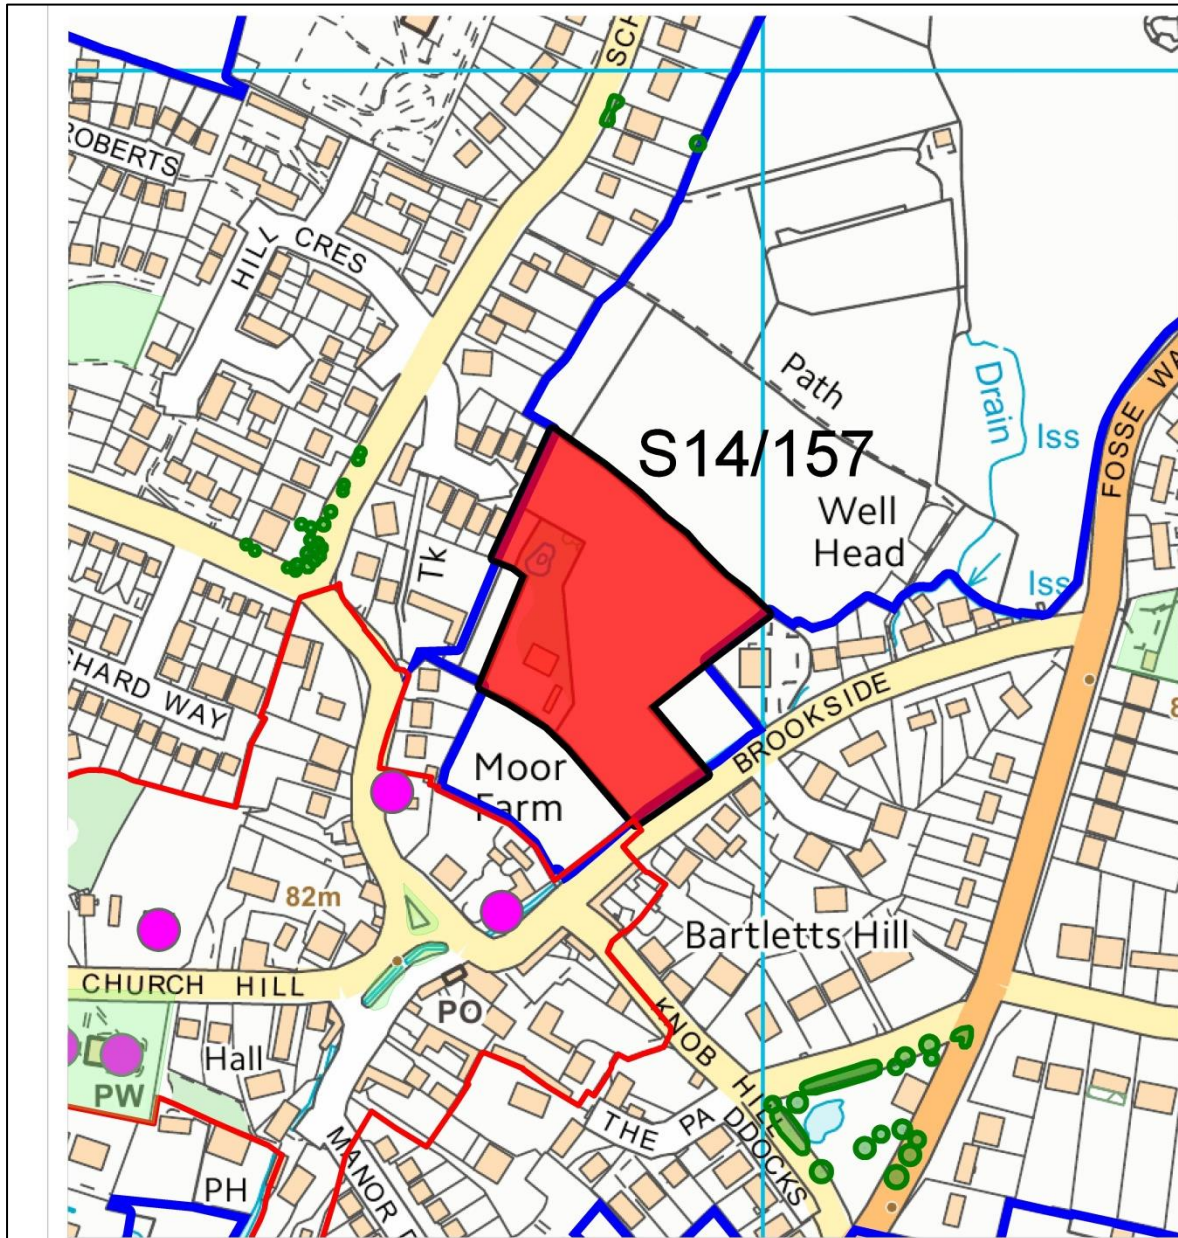 SCH
ROBERTS
HILL
CRES
Path
Drain
Iss
FOSSE WA
S14/157
Well
Head
Tk
Iss
CHARD WAY
BROOKSIDE
8
Moor
Farm
82m
Bartletts Hill
CHURCH HILL
PO
KNOB HILL
Hall
PW
THE PADDOCKS
MANOR
PH